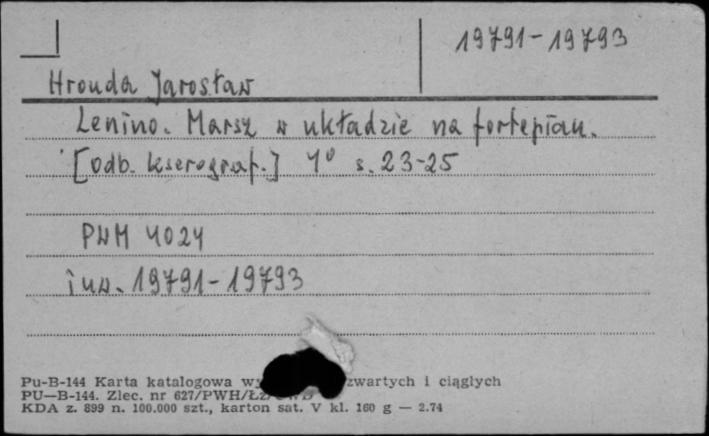 19791-19793
Hrouda Jarosław
Lenino. Marsz w układzie na fortepian.
[odb. kserograf.] 4° s. 23-25
PWM 4024
inw. 19791-19793
Pu-B-144 Karta katalogowa zwartych i ciągłych
PU—B-144. Zlec. nr 627/PWH/ŁZ
KDA z. 899 n. 100.000 szt., karton sat. V kl. 160 g — 2.74